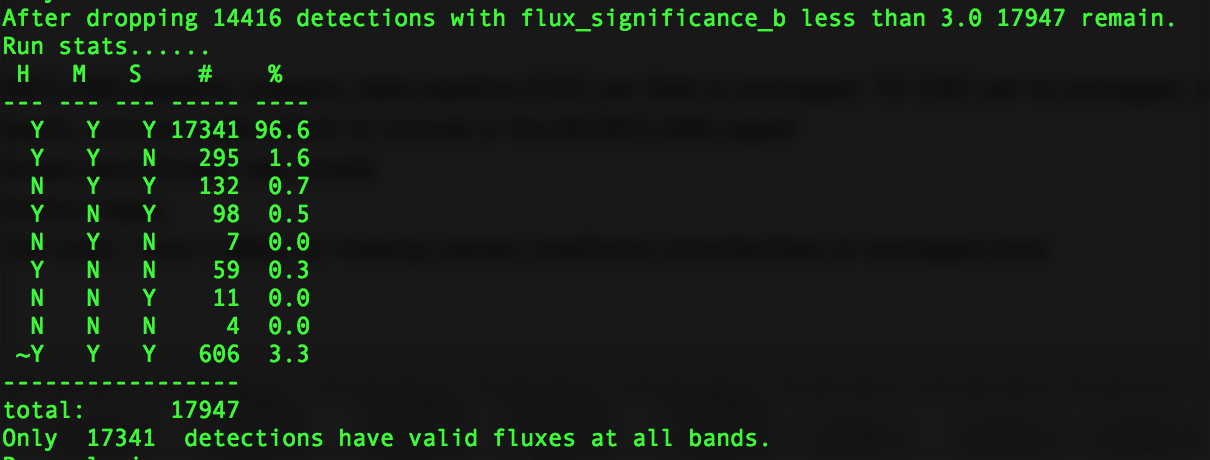 After dropping 14416 detections with flux_significance_b less than 3.0 17947 remain.
Run stats......
H M S # %
--- --- --- ----- ----
Y Y Y 17341 96.6
Y Y N 295 1.6
N Y Y 132 0.7
Y N Y 98 0.5
N Y N 7 0.0
Y N N 59 0.3
N N Y 11 0.0
N N N 4 0.0
~Y Y Y 606 3.3
-----------------
total: 17947
Only 17341 detections have valid fluxes at all bands.